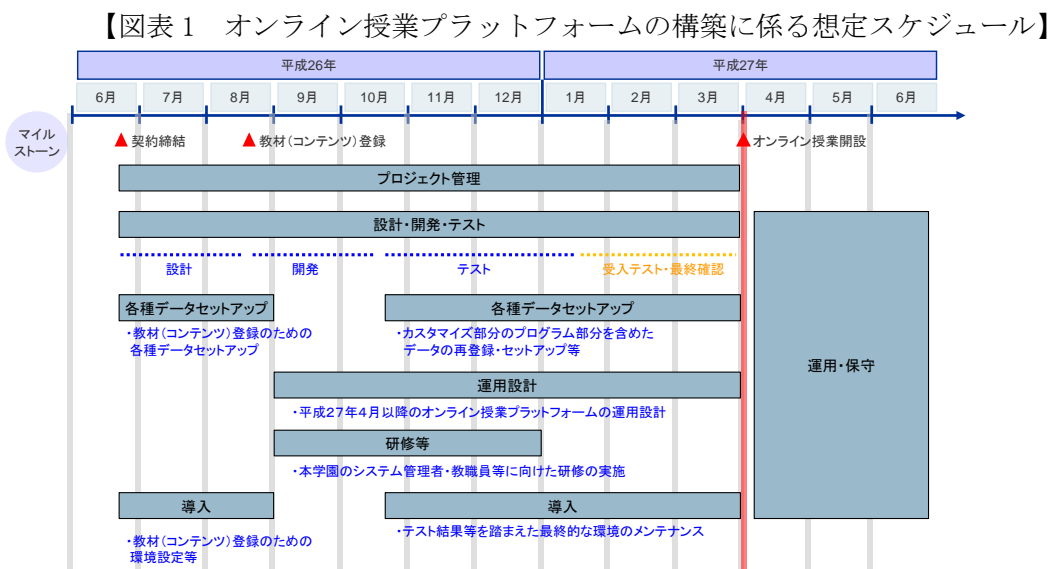 【図表1 オンライン授業プラットフォームの構築に係る想定スケジュール】
平成26年
平成27年
6月
7月
8月
9月
10月
11月
12月
1月
2月
3月
4月
5月
6月
マイル
ストーン
▲契約締結
▲教材(コンテンツ)登録
▲オンライン授業開設
プロジェクト管理
設計・開発・テスト
設計
開発
テスト
受入テスト・最終確認
各種データセットアップ
・教材(コンテンツ)登録のための
各種データセットアップ
各種データセットアップ
・カスタマイズ部分のプログラム部分を含めた
データの再登録・セットアップ等
運用・保守
運用設計
・平成27年4月以降のオンライン授業プラットフォームの運用設計
研修等
・本学園のシステム管理者・教職員等に向けた研修の実施
導入
・教材(コンテンツ)登録のための
環境設定等
導入
・テスト結果等を踏まえた最終的な環境のメンテナンス